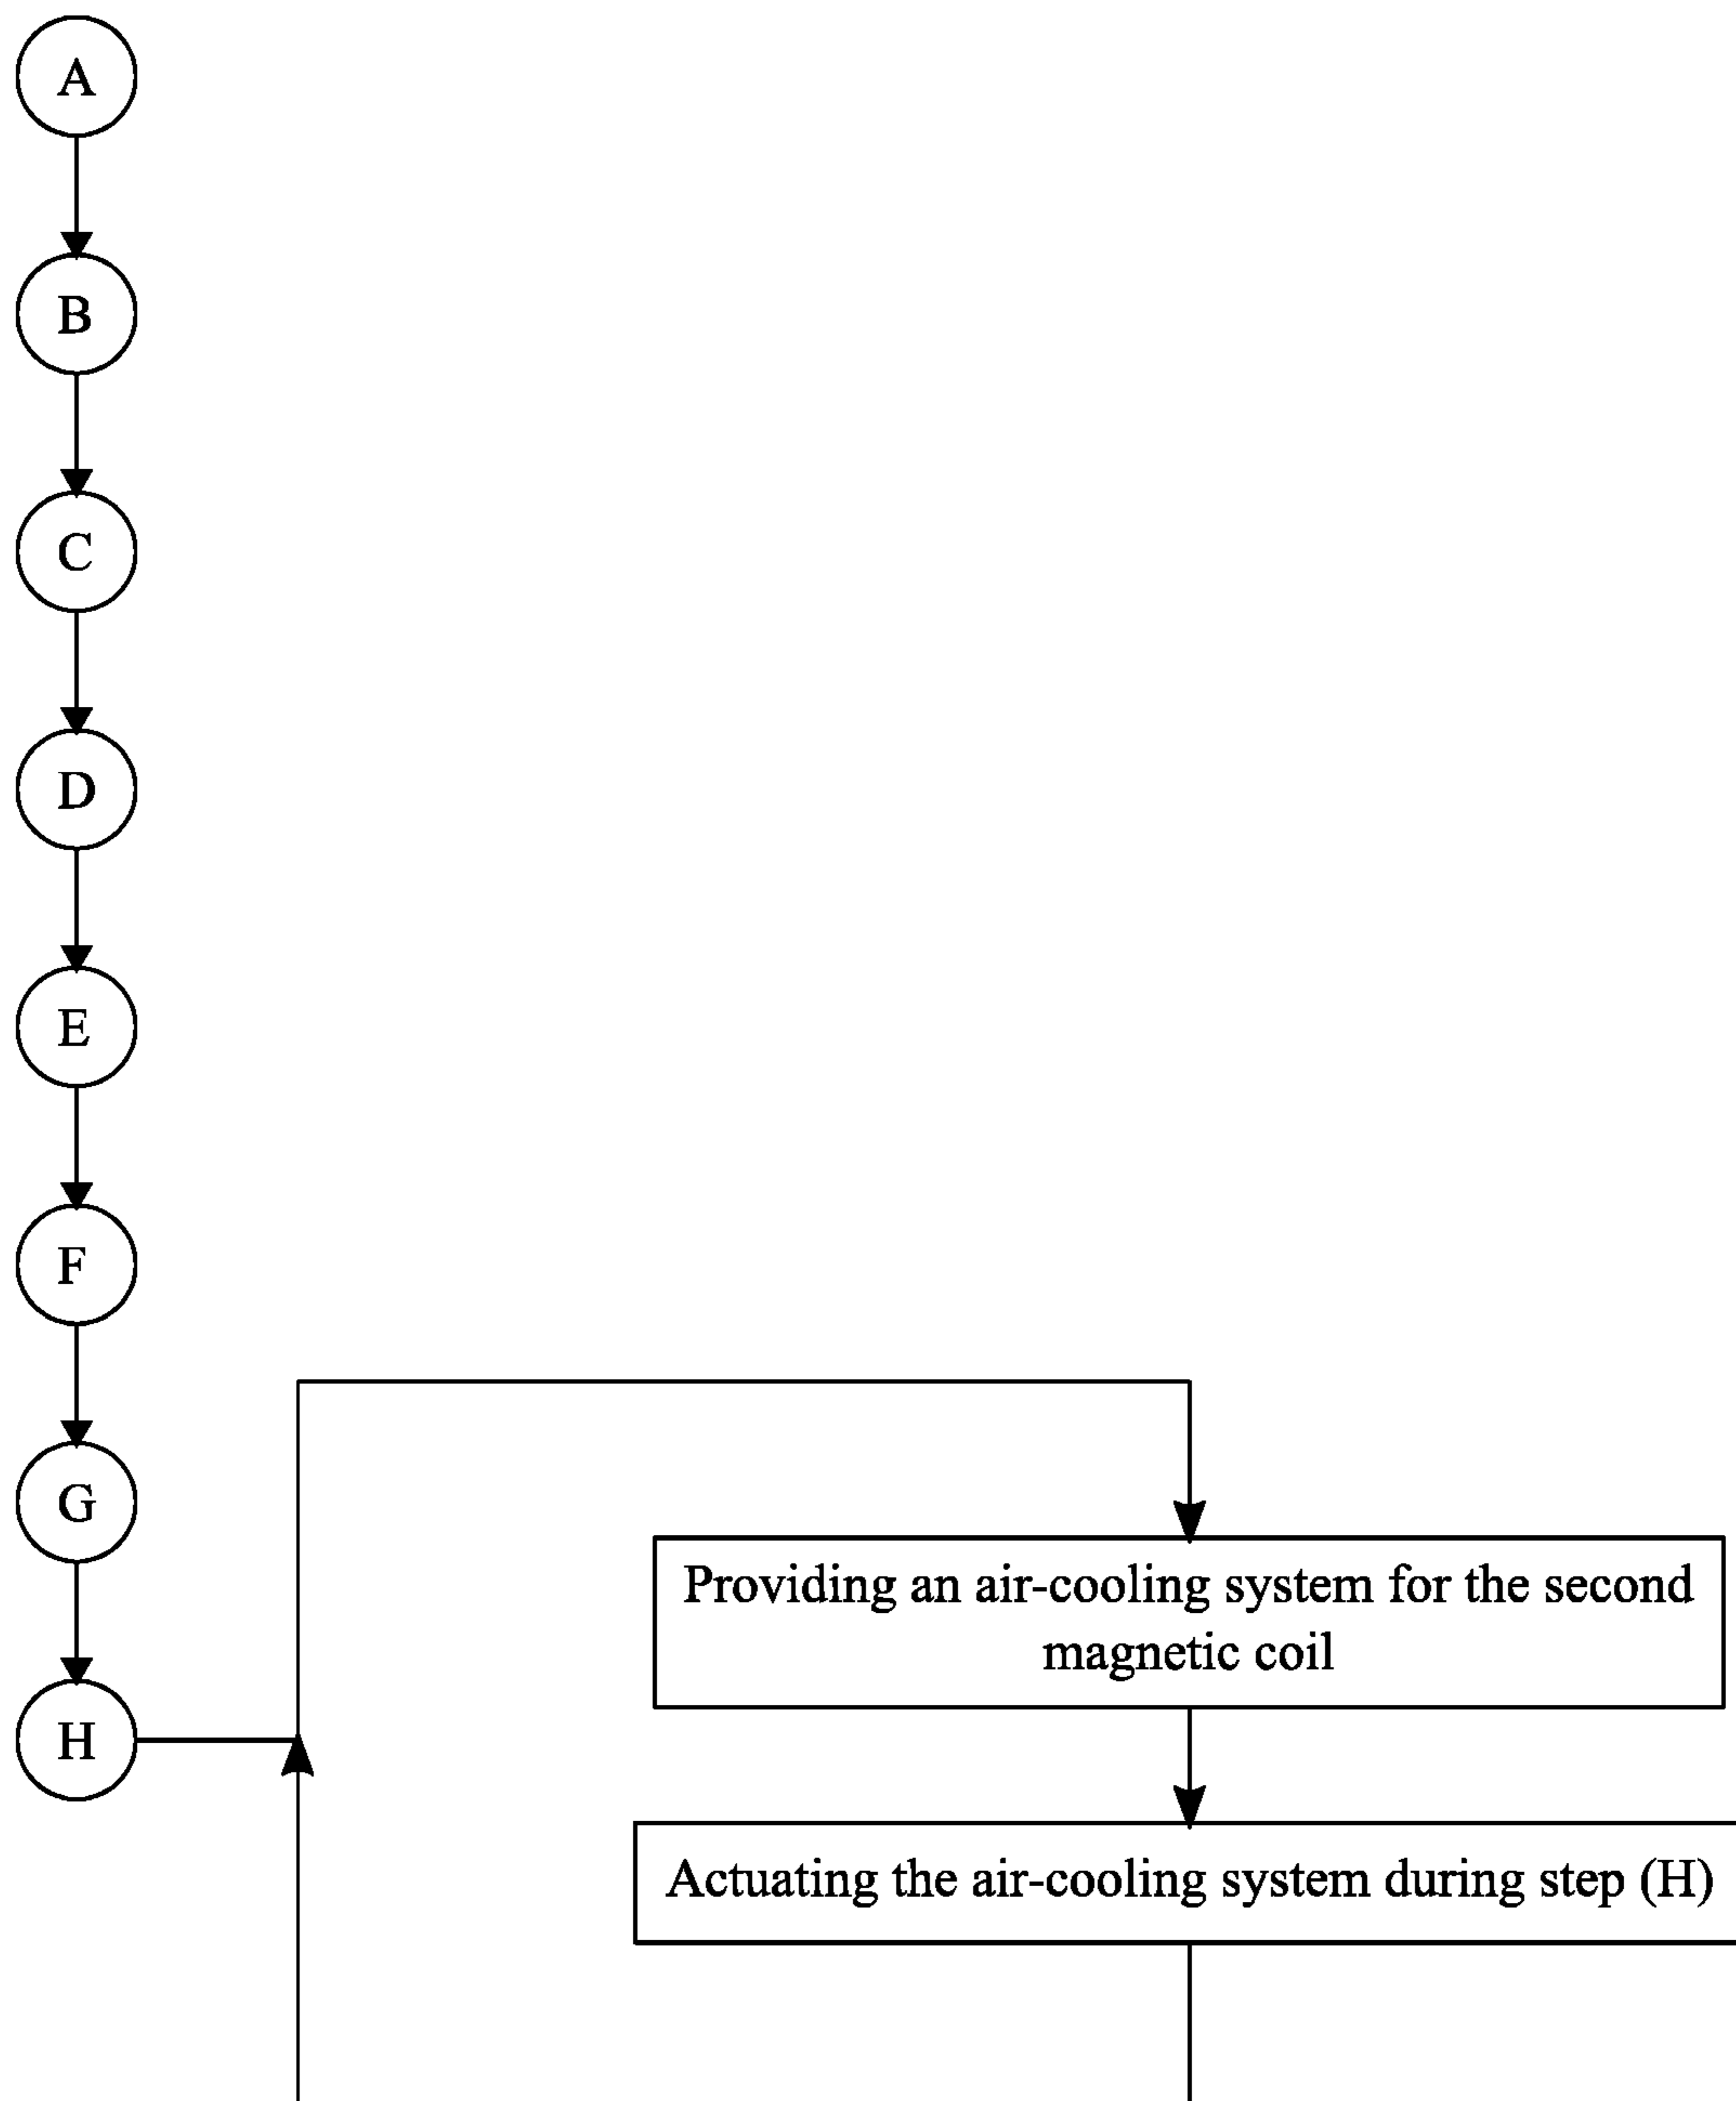 A
B
C
D
E
F
G
H
Providing an air-cooling system for the second
magnetic coil
Actuating the air-cooling system during step (H)